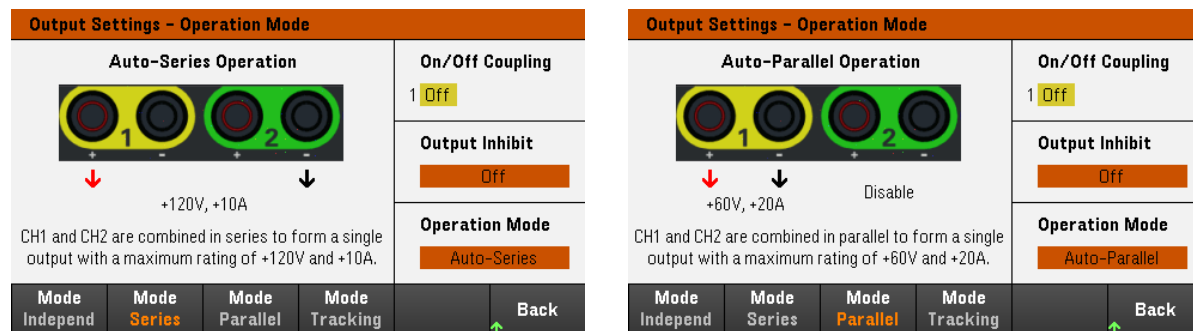 Output Settings - Operation Mode
Auto-Series Operation
1 2
+ - + -
+120V, +10A
CH1 and CH2 are combined in series to form a single
output with a maximum rating of +120V and +10A.
On/Off Coupling
1 Off
Output Inhibit
Off
Operation Mode
Auto-Series
Mode Independ
Mode Series
Mode Parallel
Mode Tracking
Back
Output Settings - Operation Mode
Auto-Parallel Operation
1 2
+ - + -
+60V, +20A
Disable
CH1 and CH2 are combined in parallel to form a single
output with a maximum rating of +60V and +20A.
On/Off Coupling
1 Off
Output Inhibit
Off
Operation Mode
Auto-Parallel
Mode Independ
Mode Series
Mode Parallel
Mode Tracking
Back